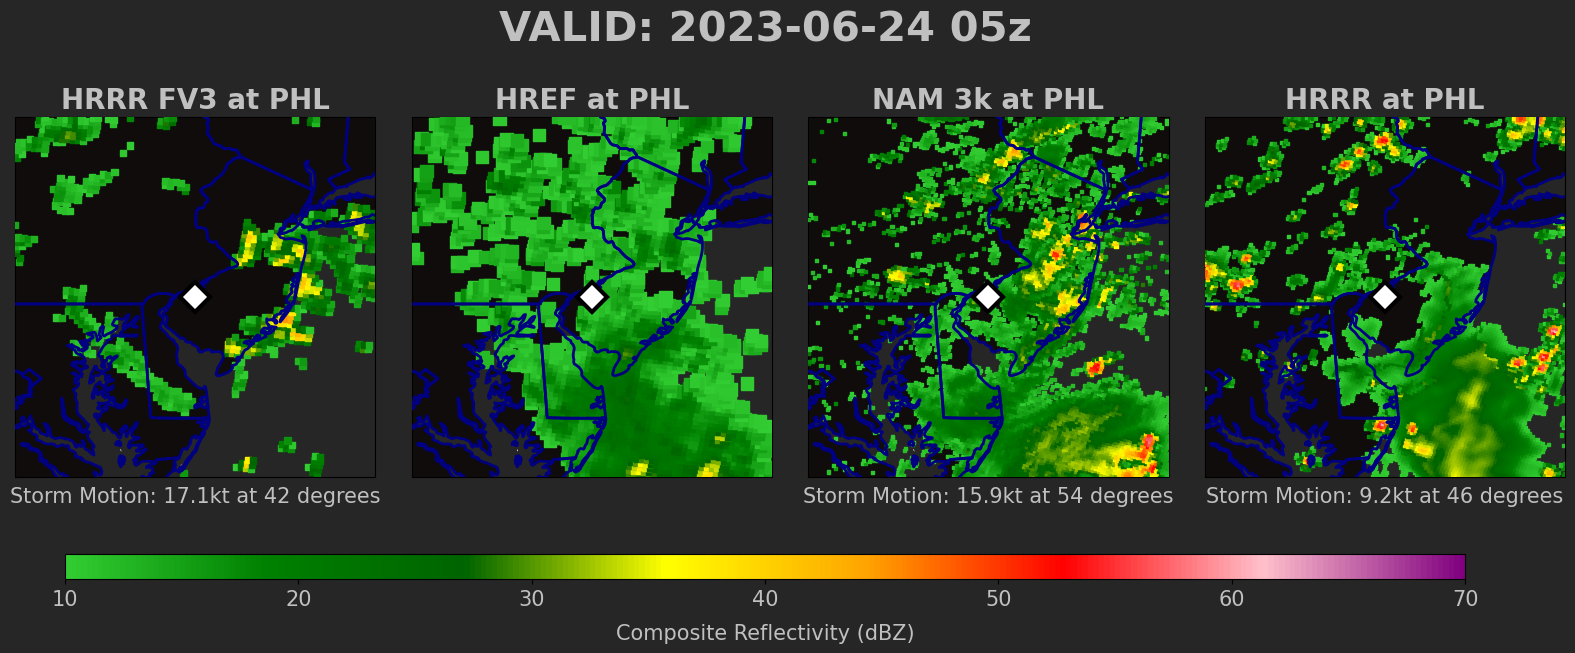 VALID: 2023-06-24 05z
HRRR FV3 at PHL
HREF at PHL
NAM 3k at PHL
HRRR at PHL
Storm Motion: 17.1kt at 42 degrees
Storm Motion: 15.9kt at 54 degrees
Storm Motion: 9.2kt at 46 degrees
10 20 30 40 50 60 70
Composite Reflectivity (dBZ)